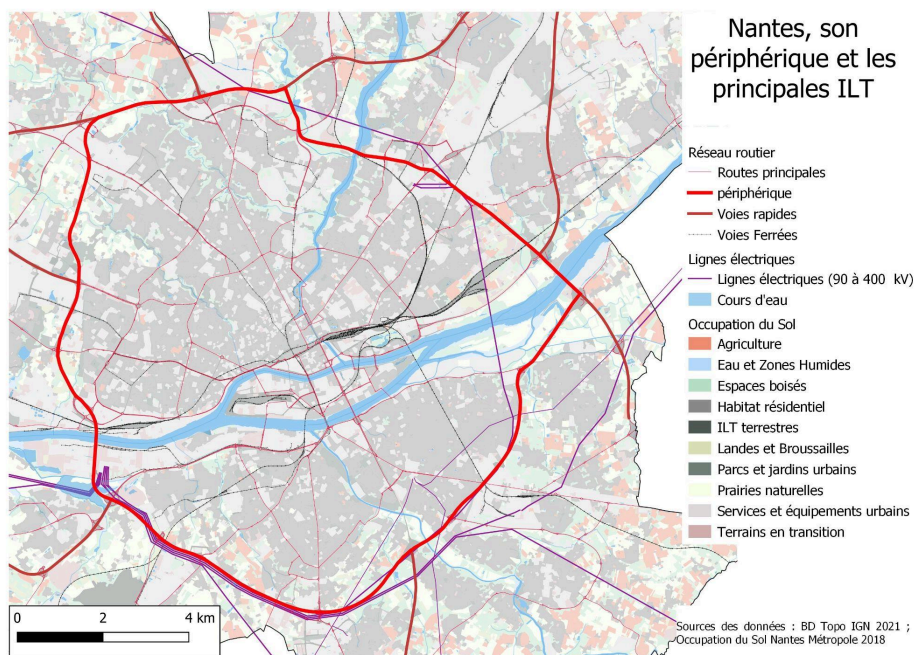 Nantes, son
périphérique et les
principales ILT
Réseau routier
Routes principales
périphérique
Voies rapides
Voies Ferrées
Lignes électriques
Lignes électriques (90 à 400 kV)
Cours d'eau
Occupation du Sol
Agriculture
Eau et Zones Humides
Espaces boisés
Habitat résidentiel
ILT terrestres
Landes et Broussailles
Parcs et jardins urbains
Prairies naturelles
Services et équipements urbains
Terrains en transition
0 2 4 km
Sources des données : BD Topo IGN 2021 ;
Occupation du Sol Nantes Métropole 2018